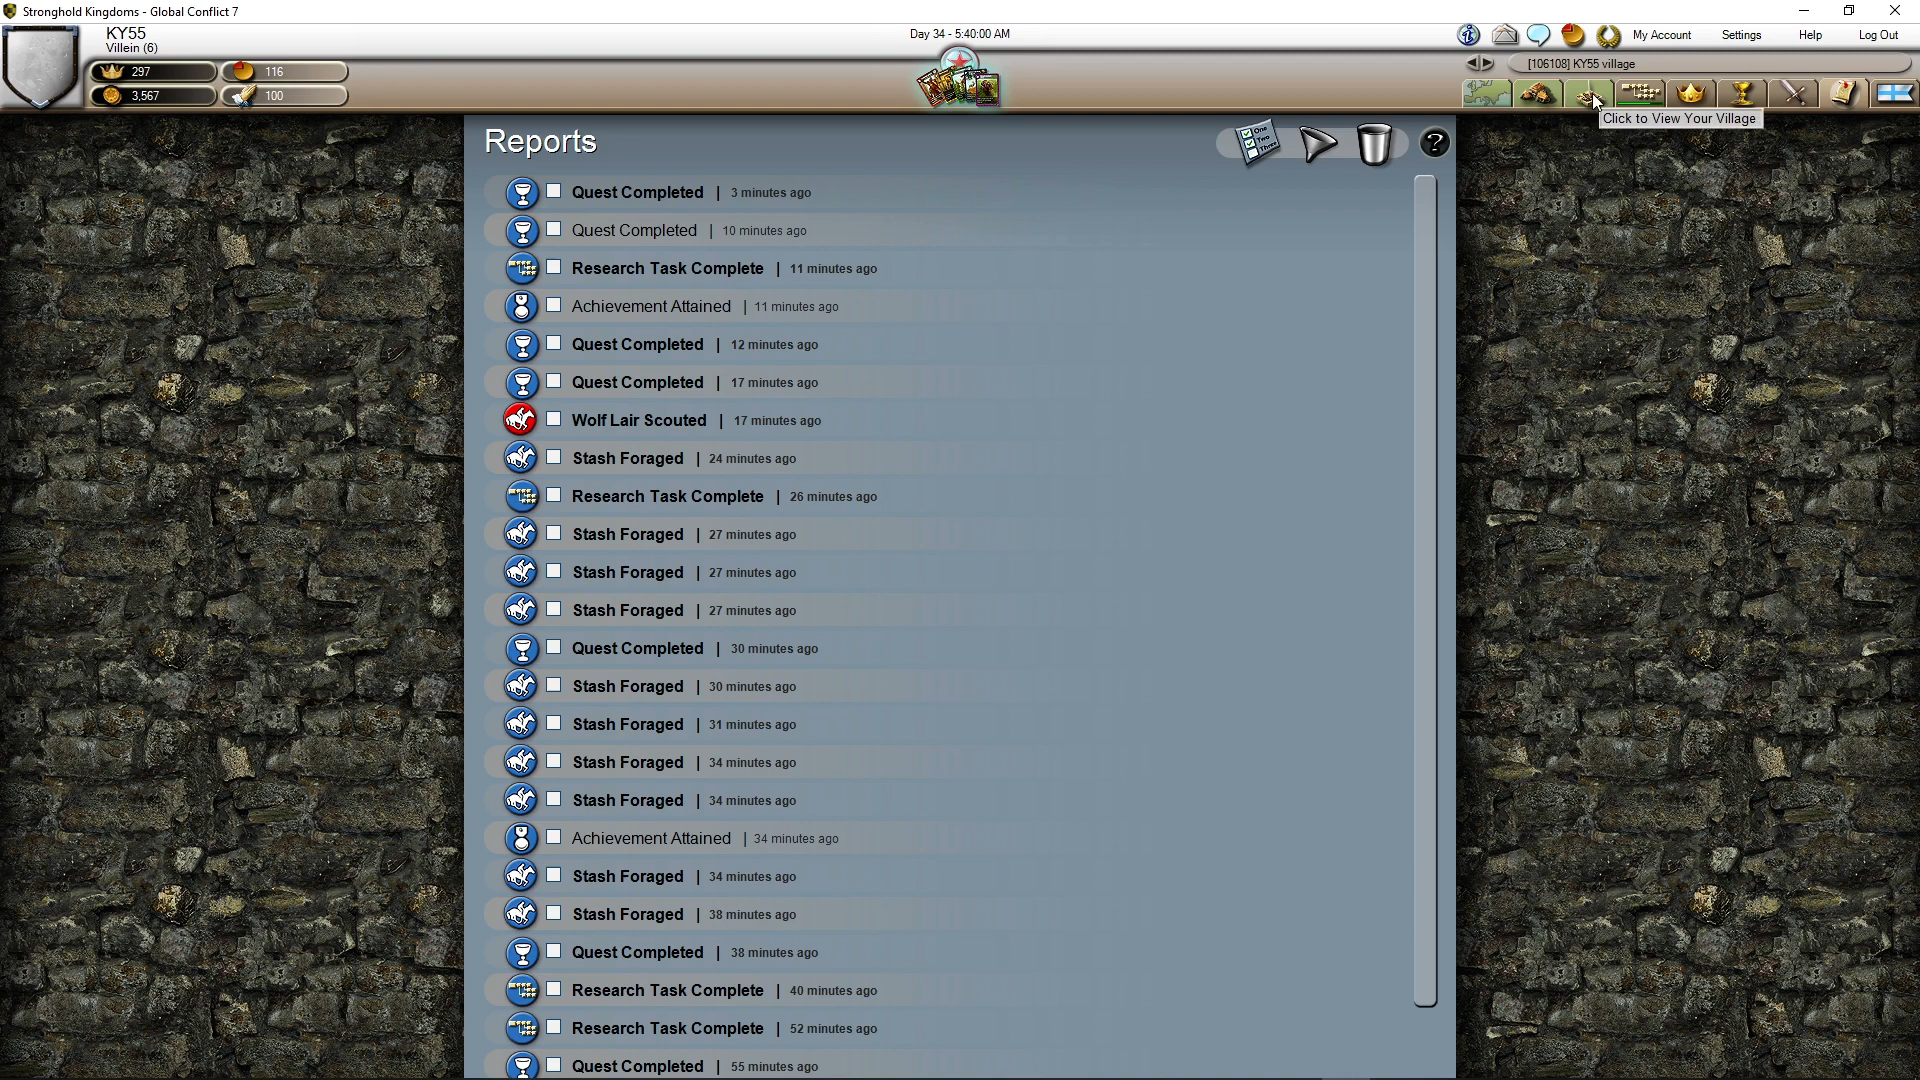 Stronghold Kingdoms - Global Conflict 7
KY55
Villein (6)
Day 34 - 5:40:00 AM
My Account
Settings
Help
Log Out
297
116
[106108] KY55 village
3,567
100
Click to View Your Village
Reports
One
Two
Three
?
Quest Completed | 3 minutes ago
Quest Completed | 10 minutes ago
Research Task Complete | 11 minutes ago
Achievement Attained | 11 minutes ago
Quest Completed | 12 minutes ago
Quest Completed | 17 minutes ago
Wolf Lair Scouted | 17 minutes ago
Stash Foraged | 24 minutes ago
Research Task Complete | 26 minutes ago
Stash Foraged | 27 minutes ago
Stash Foraged | 27 minutes ago
Stash Foraged | 27 minutes ago
Quest Completed | 30 minutes ago
Stash Foraged | 30 minutes ago
Stash Foraged | 31 minutes ago
Stash Foraged | 34 minutes ago
Stash Foraged | 34 minutes ago
Achievement Attained | 34 minutes ago
Stash Foraged | 34 minutes ago
Stash Foraged | 38 minutes ago
Quest Completed | 38 minutes ago
Research Task Complete | 40 minutes ago
Research Task Complete | 52 minutes ago
Quest Completed | 55 minutes ago